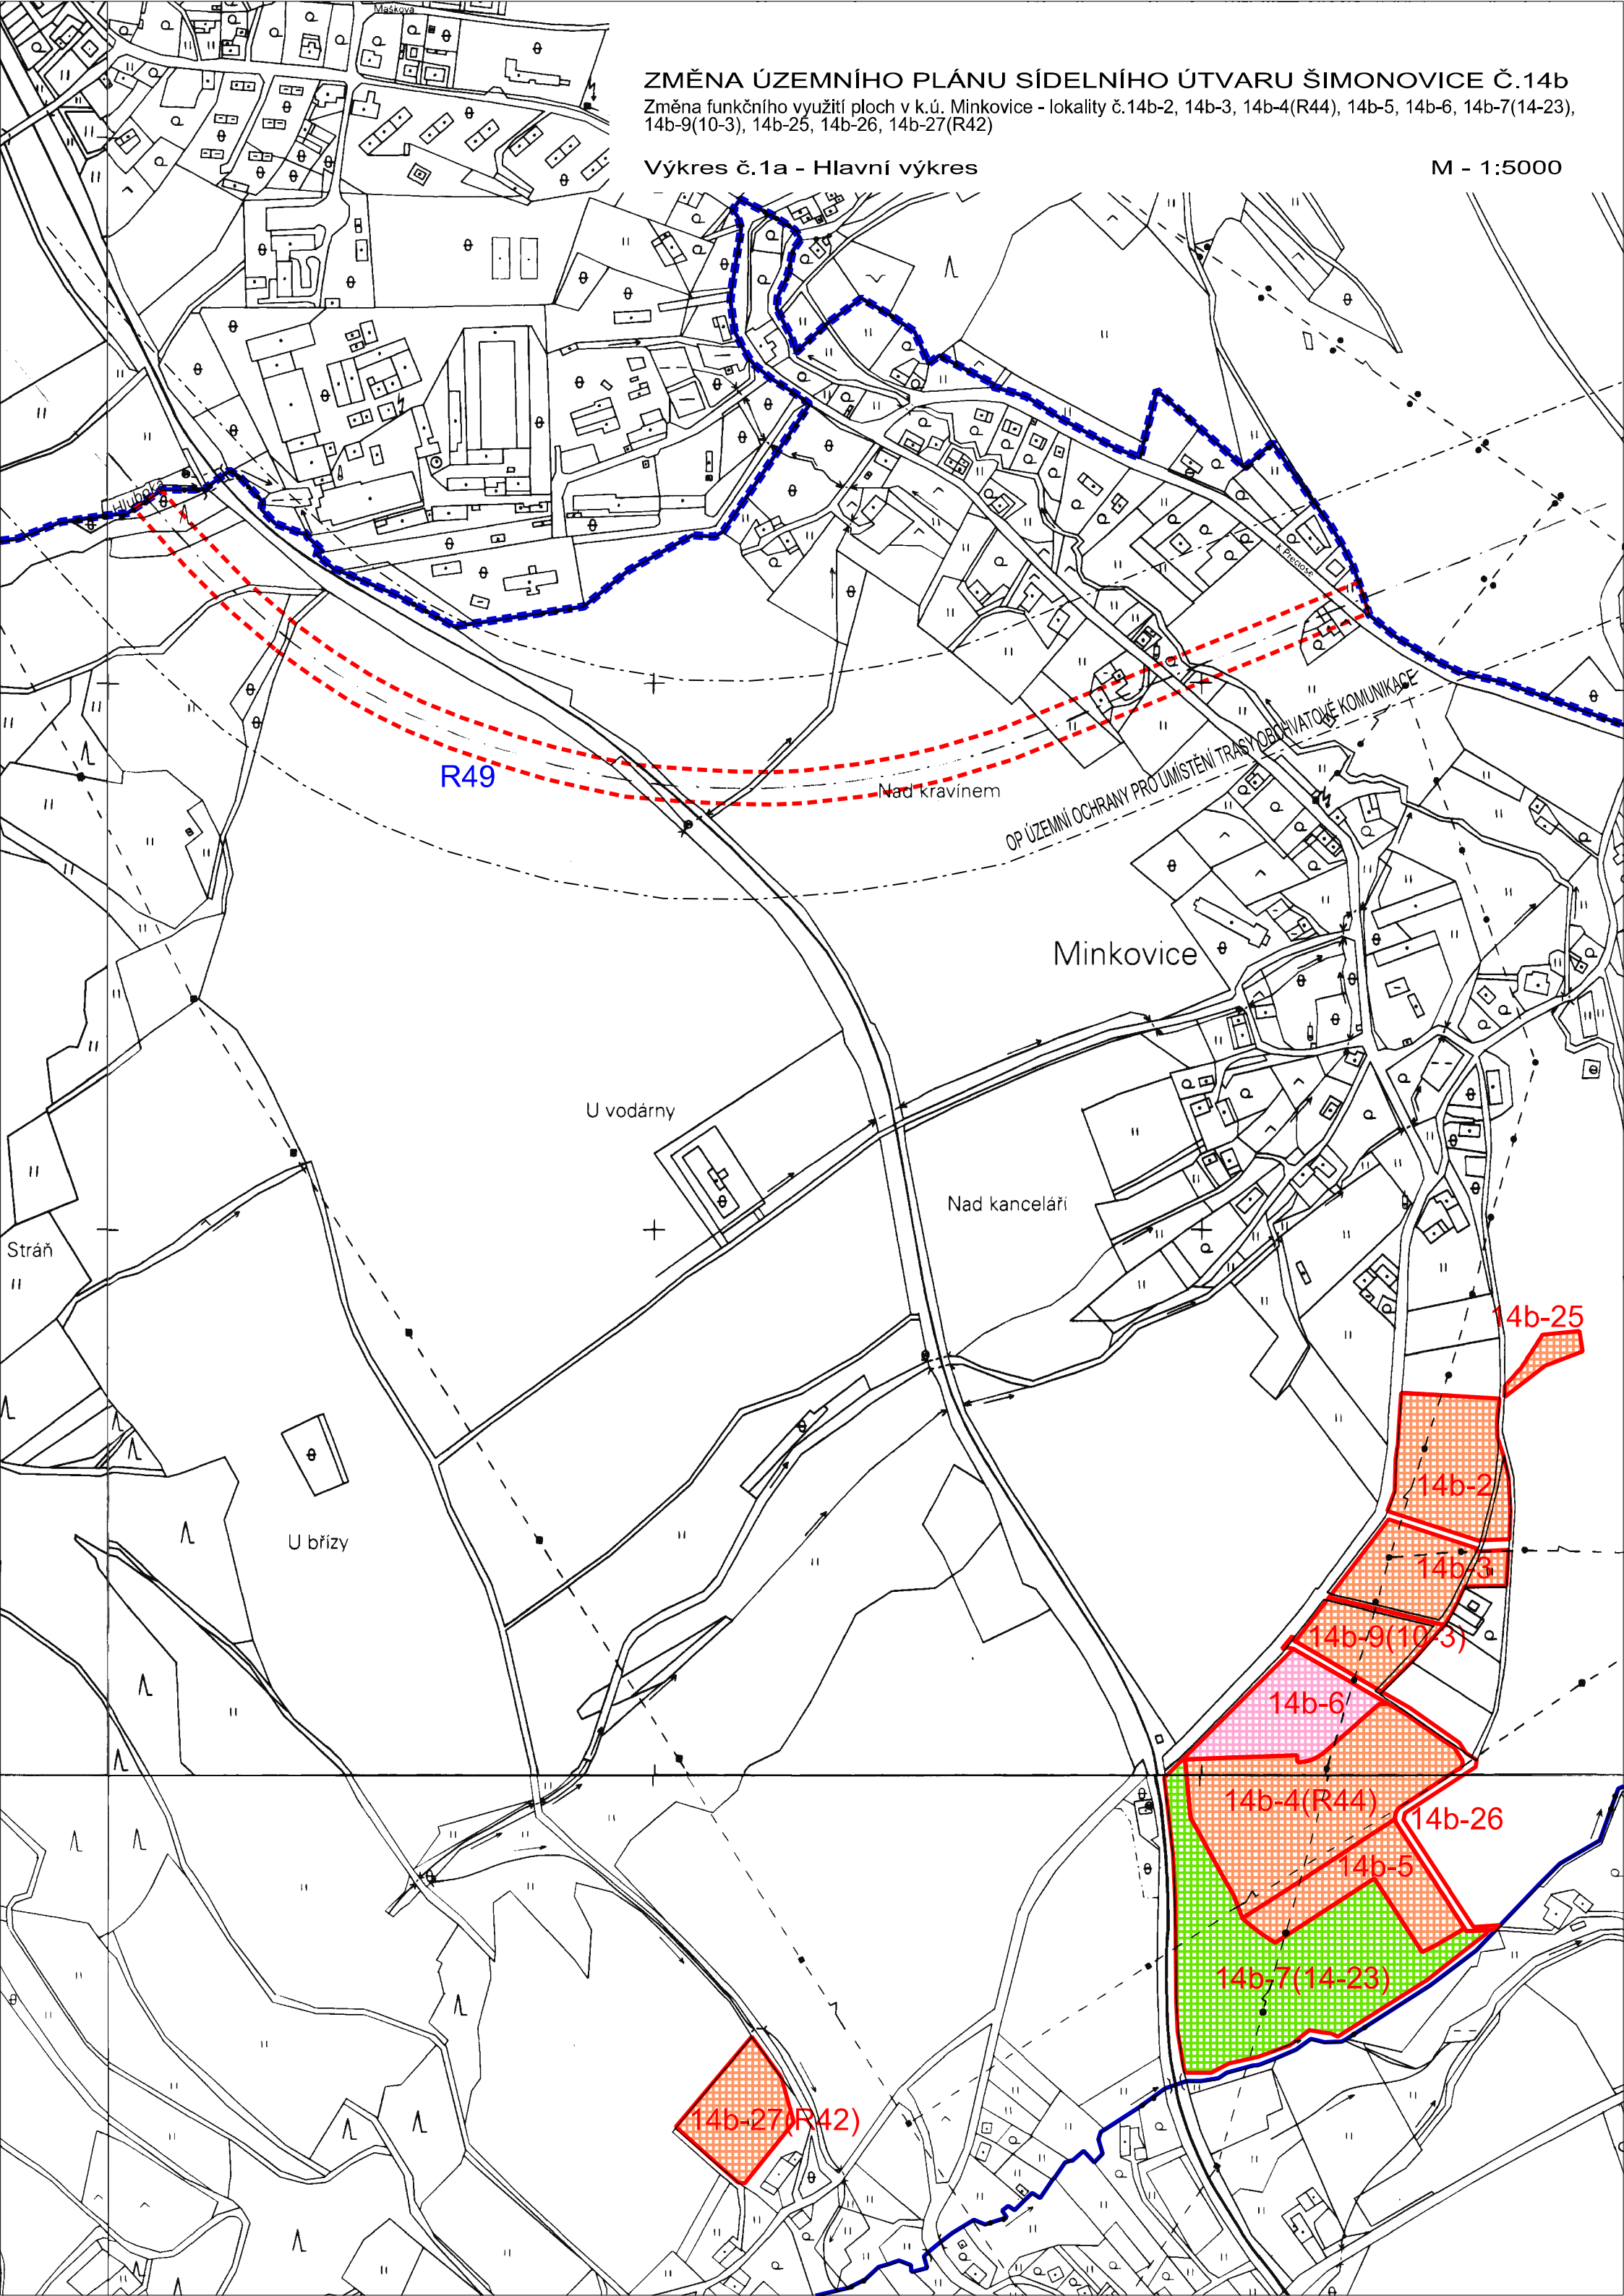 Maškova
ZMĚNA ÚZEMNÍHO PLÁNU SÍDELNÍHO ÚTVARU ŠIMONOVICE Č.14b
Změna funkčního využití ploch v k.ú. Minkovice - lokality č.14b-2, 14b-3, 14b-4(R44), 14b-5, 14b-6, 14b-7(14-23),
14b-9(10-3), 14b-25, 14b-26, 14b-27(R42)
Výkres č.1a - Hlavní výkres
M - 1:5000
Hluboká
K Preciose
R49
Nad kravínem
OP ÚZEMNÍ OCHRANY PRO UMÍSTĚNÍ TRASY OBCHVATOVÉ KOMUNIKACE
Minkovice
U vodárny
Nad kanceláří
Stráň
14b-25
14b-2
U břízy
14b-3
14b-9(10-3)
14b-6
14b-4(R44)
14b-26
14b-5
14b-7(14-23)
14b-27(R42)